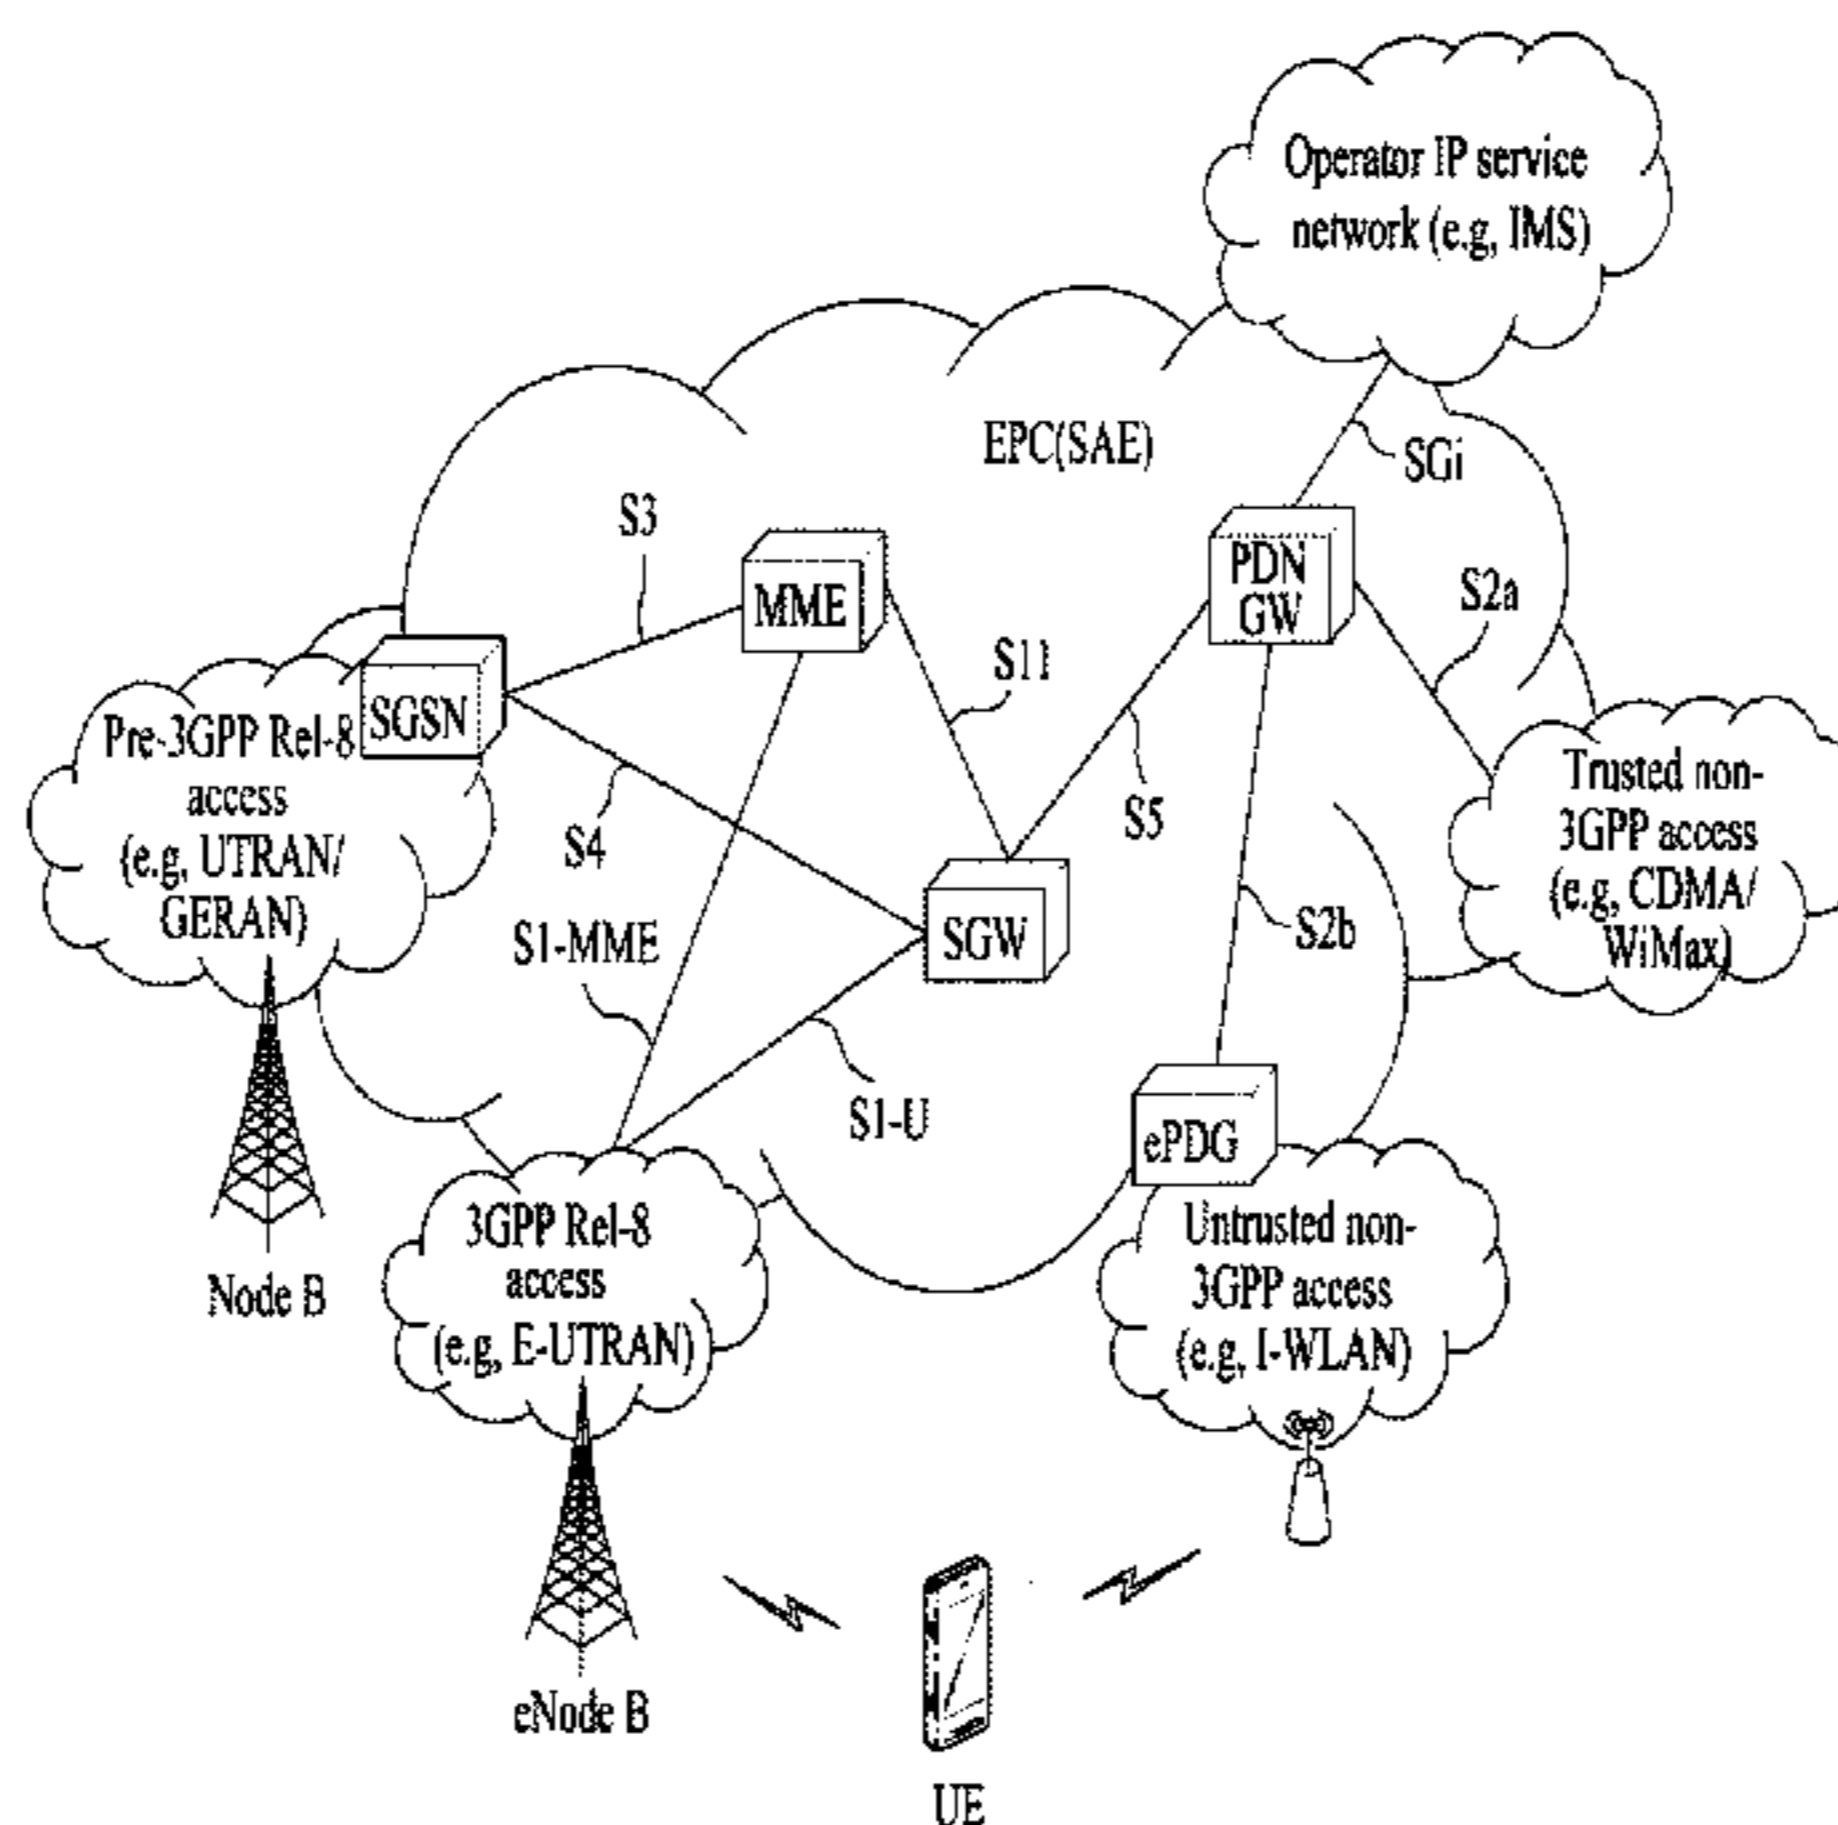 Operator IP service
network (e.g, IMS)
EPC(SAE)
SGi
S3
MME
PDN
GW
S2a
S11
SGSN
Pre-3GPP Rel-8
access
(e.g, UTRAN/
GERAN)
S4
S5
Trusted non-
3GPP access
(e.g, CDMA/
WiMax)
S1-MME
SGW
S2b
S1-U
ePDG
Node B
3GPP Rel-8
access
(e.g, E-UTRAN)
Untrusted non-
3GPP access
(e.g, I-WLAN)
eNode B
UE